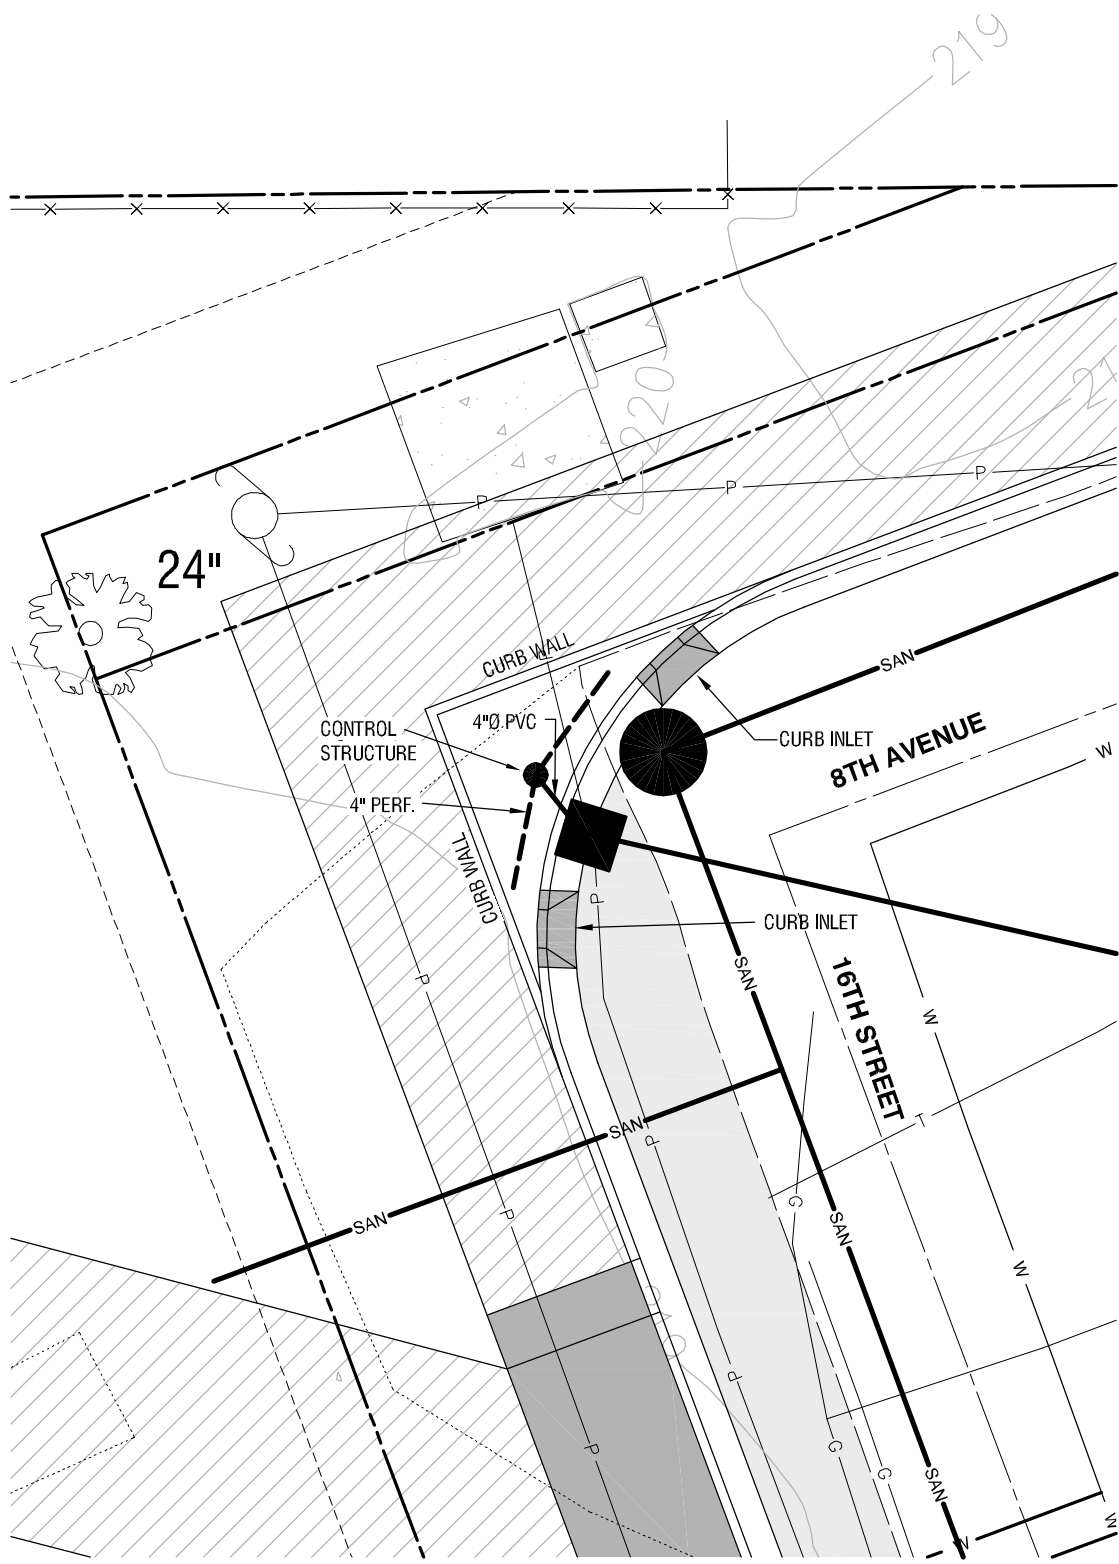 219
220
21
P
P
P
24"
CURB WALL
P
SAN
4"Ø PVC
CONTROL
STRUCTURE
CURB INLET
8TH AVENUE
W
4" PERF.
CURB WALL
P
CURB INLET
SAN
16TH STREET
P
W
SAN
P
T
SAN
P
G
SAN
W
P
P
G
G
SAN
W
W